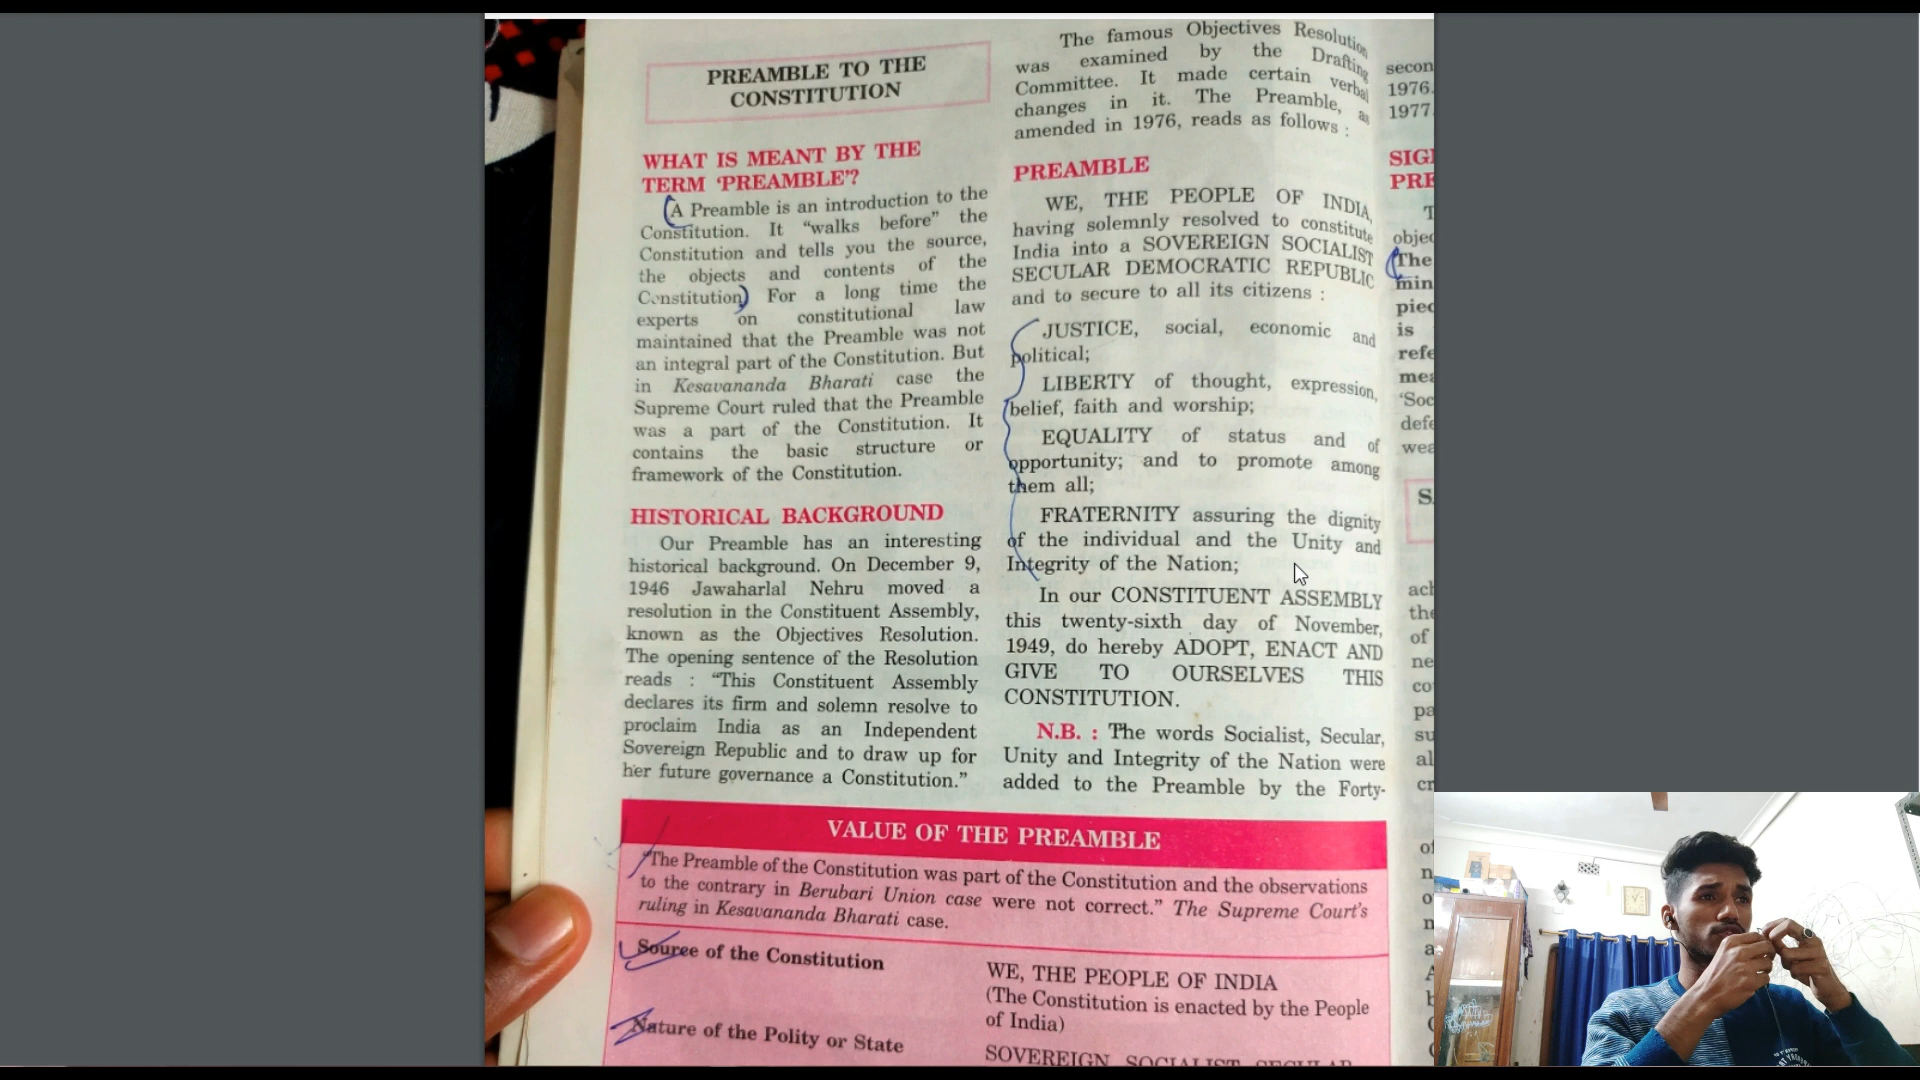 PREAMBLE TO THE
CONSTITUTION
WHAT IS MEANT BY THE
TERM ‘PREAMBLE’?
A Preamble is an introduction to the
Constitution. It “walks before” the
Constitution and tells you the source,
the objects and contents of the
Constitution. For a long time the
experts on constitutional law
maintained that the Preamble was not
an integral part of the Constitution. But
in Kesavananda Bharati case the
Supreme Court ruled that the Preamble
was a part of the Constitution. It
contains the basic structure or
framework of the Constitution.
HISTORICAL BACKGROUND
Our Preamble has an interesting
historical background. On December 9,
1946 Jawaharlal Nehru moved a
resolution in the Constituent Assembly,
known as the Objectives Resolution.
The opening sentence of the Resolution
reads : “This Constituent Assembly
declares its firm and solemn resolve to
proclaim India as an Independent
Sovereign Republic and to draw up for
her future governance a Constitution.”
The famous Objectives Resolution
was examined by the Drafting
Committee. It made certain verbal
changes in it. The Preamble, as
amended in 1976, reads as follows :
PREAMBLE
WE, THE PEOPLE OF INDIA,
having solemnly resolved to constitute
India into a SOVEREIGN SOCIALIST
SECULAR DEMOCRATIC REPUBLIC
and to secure to all its citizens :
JUSTICE, social, economic and
political;
LIBERTY of thought, expression,
belief, faith and worship;
EQUALITY of status and of
opportunity; and to promote among
them all;
FRATERNITY assuring the dignity
of the individual and the Unity and
Integrity of the Nation;
In our CONSTITUENT ASSEMBLY
this twenty-sixth day of November,
1949, do hereby ADOPT, ENACT AND
GIVE TO OURSELVES THIS
CONSTITUTION.
N.B. : The words Socialist, Secular,
Unity and Integrity of the Nation were
added to the Preamble by the Forty-
1976.
1977.
The
is
of
VALUE OF THE PREAMBLE
“The Preamble of the Constitution was part of the Constitution and the observations
to the contrary in Berubari Union case were not correct.” The Supreme Court’s
ruling in Kesavananda Bharati case.
Source of the Constitution
WE, THE PEOPLE OF INDIA
(The Constitution is enacted by the People
of India)
Nature of the Polity or State
SOVEREIGN SOCIALIST SECULAR